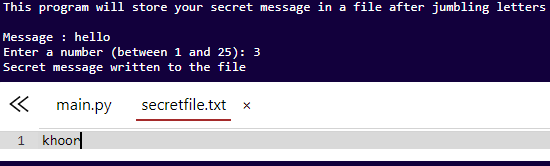 This program will store your secret message in a file after jumbling letters
Message : hello
Enter a number (between 1 and 25): 3
Secret message written to the file
main.py secretfile.txt ×
1 khoor